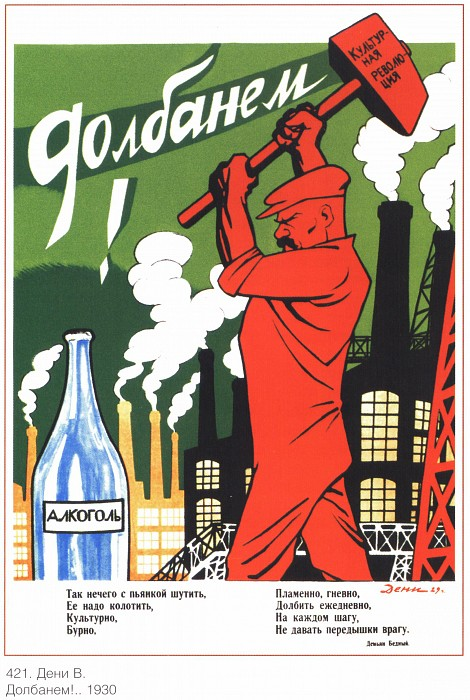 Долбанем
!
КУЛЬТУР-
НАЯ
РЕВОЛЮ-
ЦИЯ
АЛКОГОЛЬ
Дени 29г.
Так нечего с пьянкой шутить,
Ее надо колотить,
Культурно,
Бурно,
Пламенно, гневно,
Долбить ежедневно,
На каждом шагу,
Не давать передышки врагу.
Демьян Бедный.
421. Дени В.
Долбанем!.. 1930